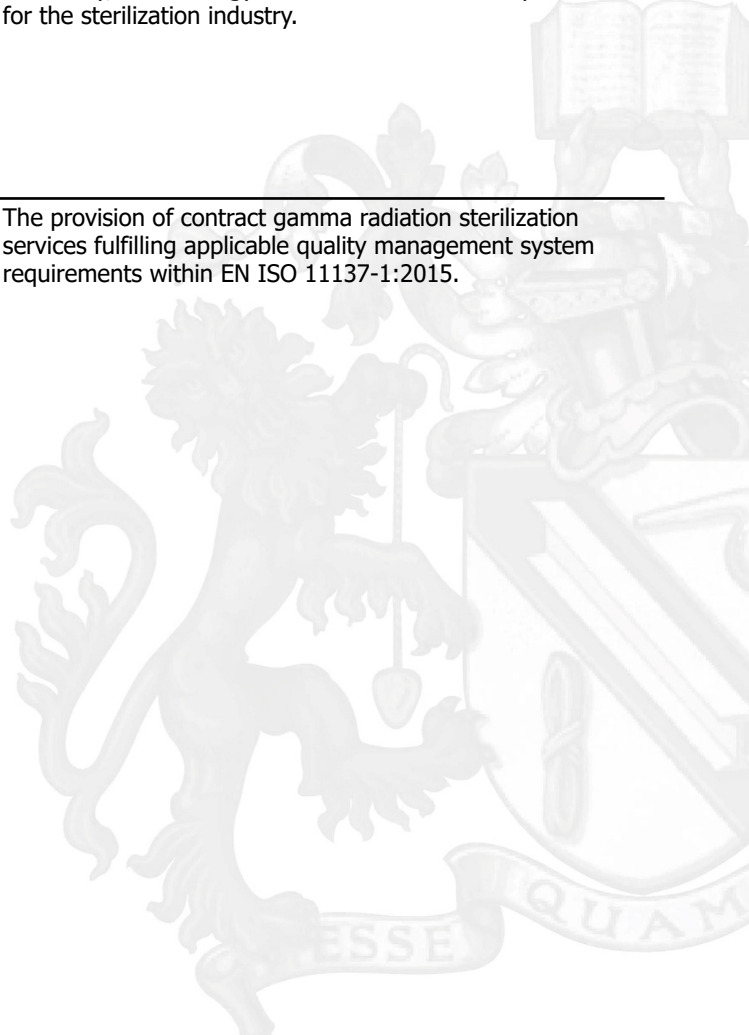 for the sterilization industry.
The provision of contract gamma radiation sterilization
services fulfilling applicable quality management system
requirements within EN ISO 11137-1:2015.
ESSE
QUAM